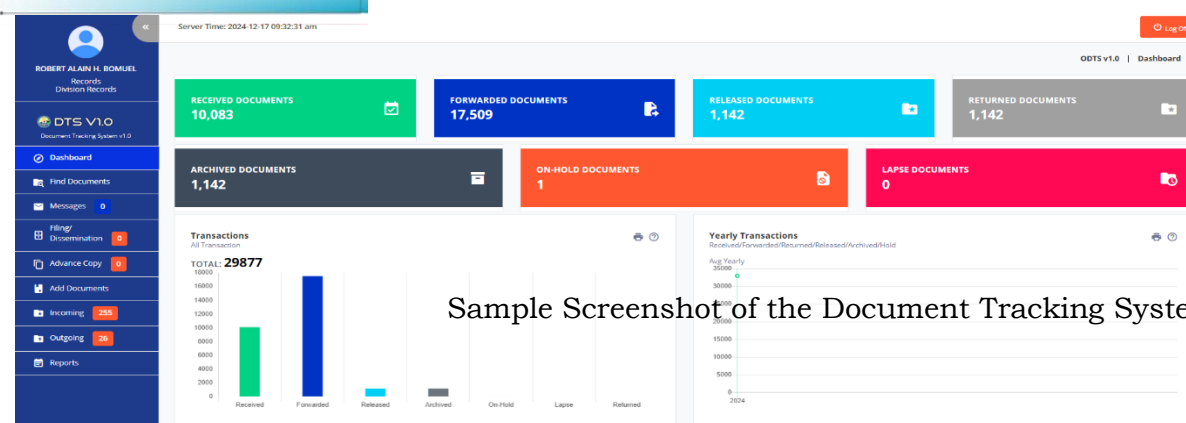 «
Server Time: 2024-12-17 09:32:31 am
Log Of
ROBERT ALAIN H. BOMUEL
Records
Division Records
DTS V1.0
Document Tracking System v1.0
Dashboard
Find Documents
Messages 0
Filing/
Dissemination 0
Advance Copy 0
Add Documents
Incoming 255
Outgoing 26
Reports
ODTS v1.0 | Dashboard
RECEIVED DOCUMENTS
10,083
FORWARDED DOCUMENTS
17,509
RELEASED DOCUMENTS
1,142
RETURNED DOCUMENTS
1,142
ARCHIVED DOCUMENTS
1,142
ON-HOLD DOCUMENTS
1
LAPSE DOCUMENTS
0
Transactions
All Transaction
TOTAL: 29877
18000
16000
14000
12000
10000
8000
6000
4000
2000
0
Received Forwarded Released Archived On-Hold Lapse Returned
Yearly Transactions
Received/Forwarded/Returned/Released/Archived/Hold
Avg Yearly
35000
30000
25000
20000
15000
10000
5000
0
2024
Sample Screenshot of the Document Tracking Syste